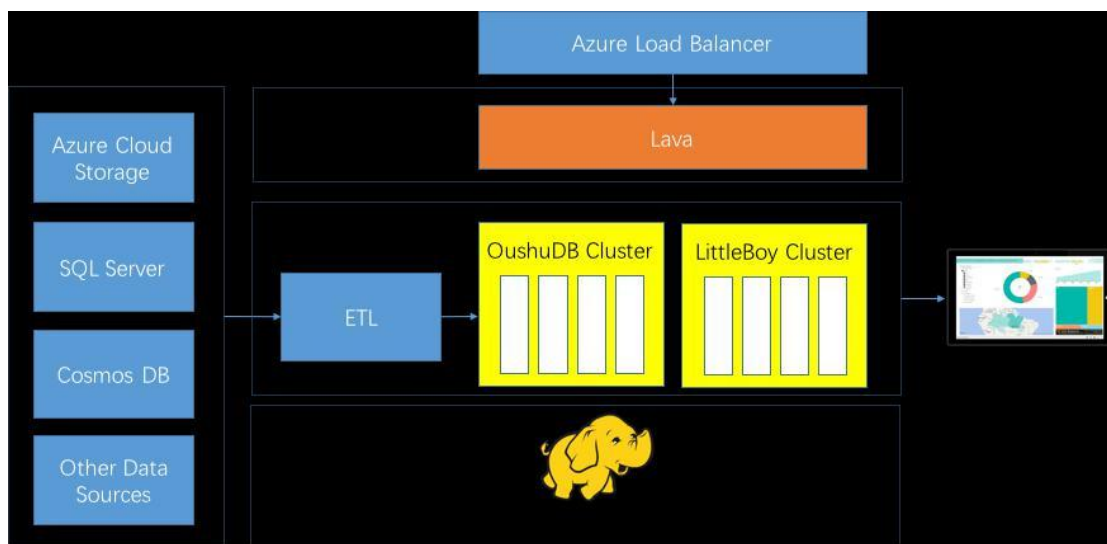 Azure Load Balancer
Lava
Azure Cloud
Storage
SQL Server
Cosmos DB
Other Data
Sources
ETL
OushuDB Cluster
LittleBoy Cluster